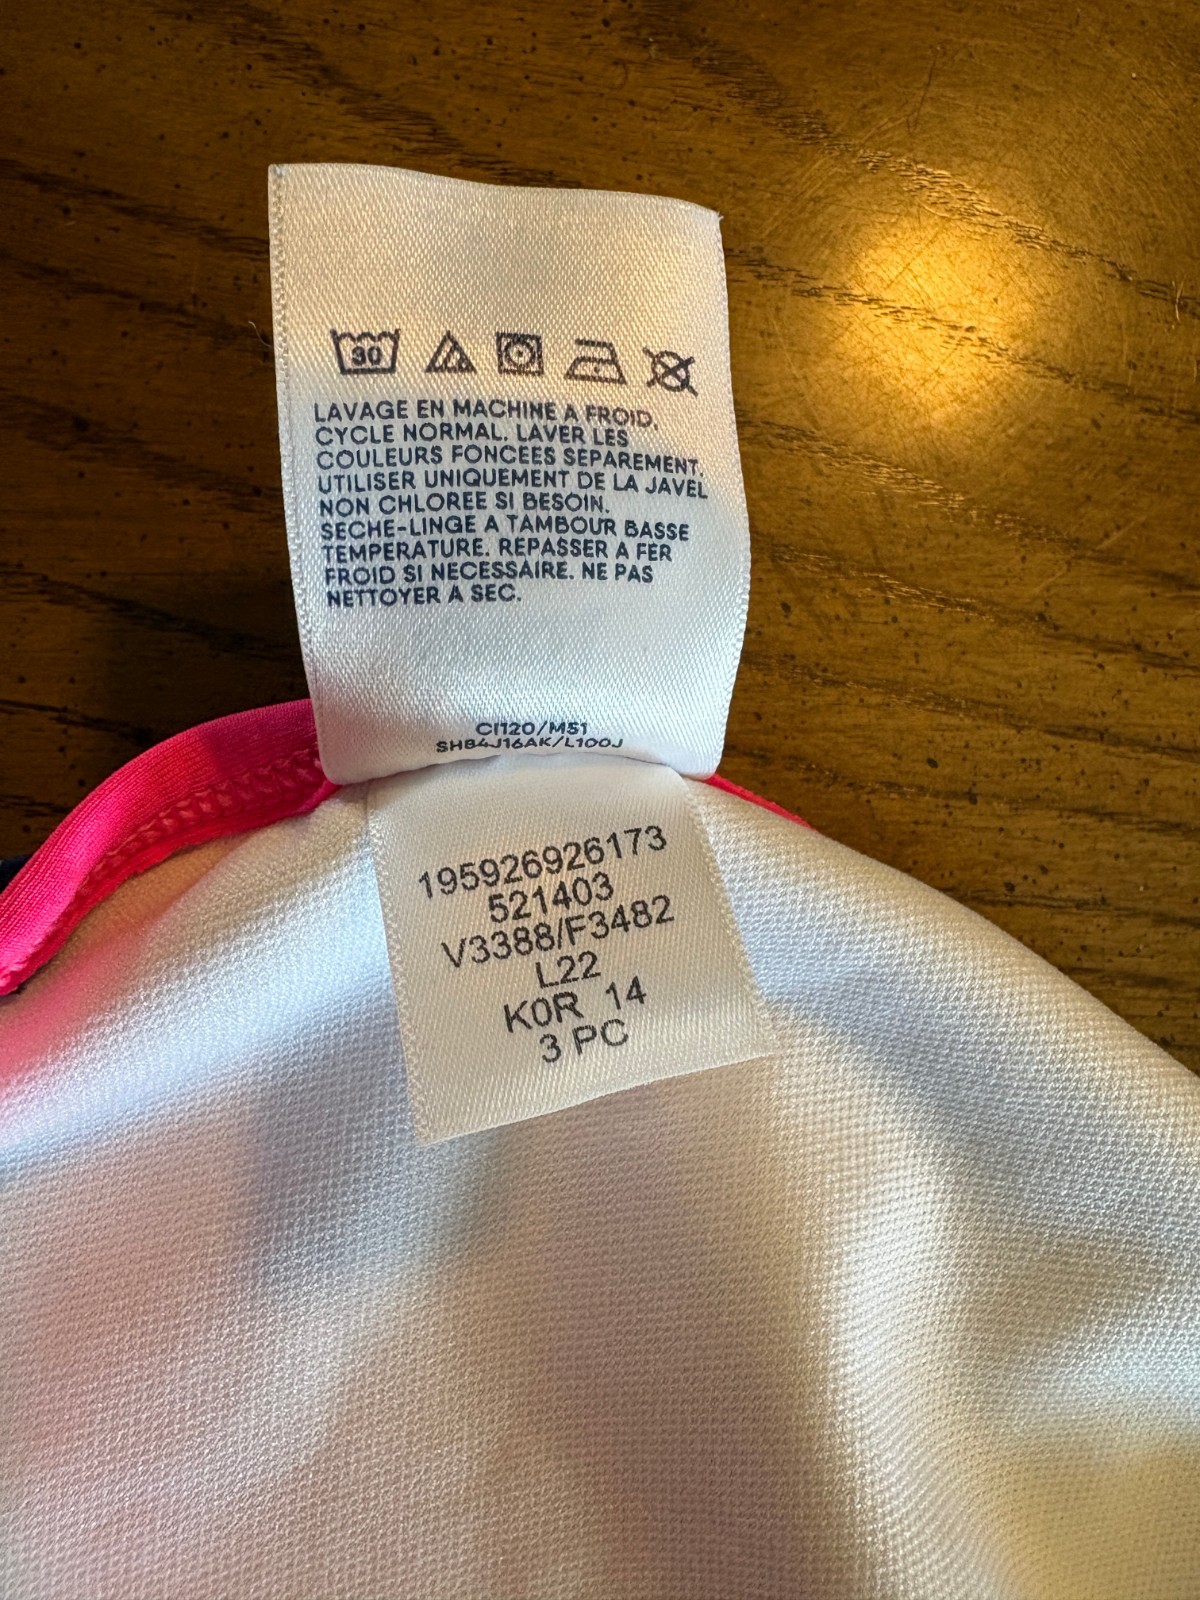 30
LAVAGE EN MACHINE A FROID.
CYCLE NORMAL. LAVER LES
COULEURS FONCEES SEPAREMENT.
UTILISER UNIQUEMENT DE LA JAVEL
NON CHLOREE SI BESOIN.
SECHE-LINGE A TAMBOUR BASSE
TEMPERATURE. REPASSER A FER
FROID SI NECESSAIRE. NE PAS
NETTOYER A SEC.
CI120/M51
SH84J16AK/L100J
195926926173
521403
V3388/F3482
L22
K0R 14
3 PC